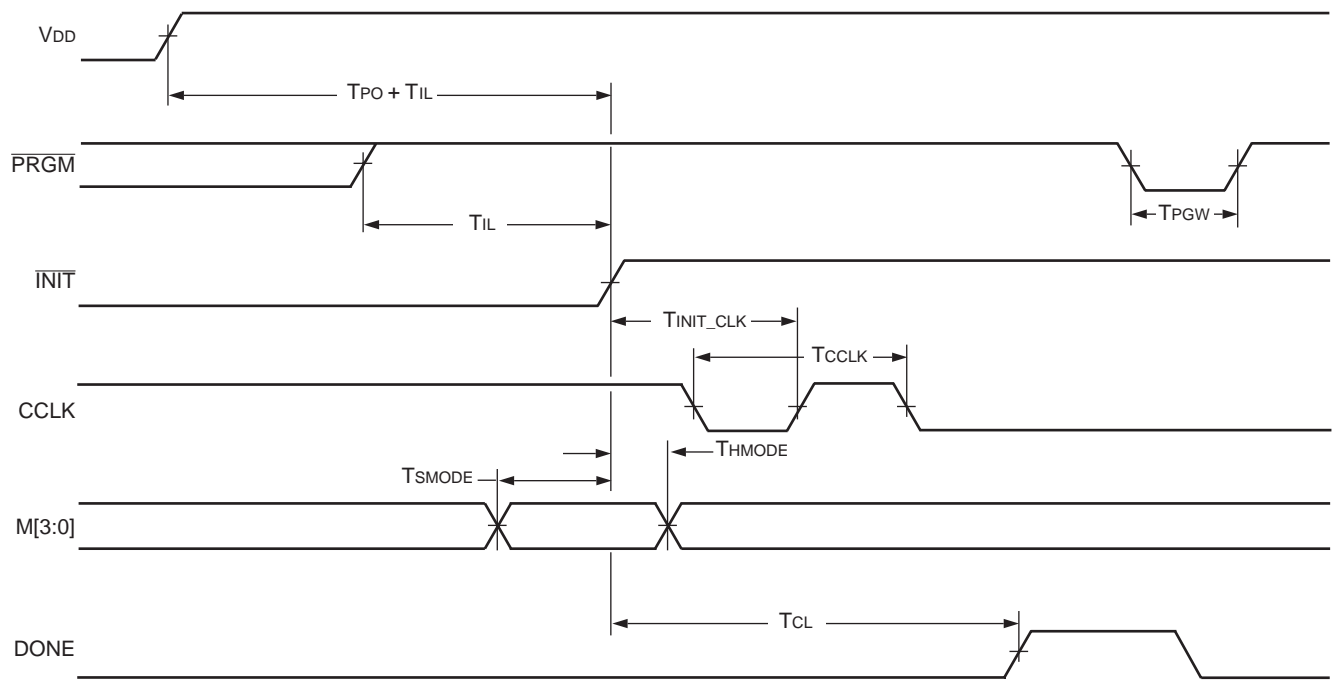 VDD
TPO + TIL
PRGM
TIL
TPGW
INIT
TINIT_CLK
TCCLK
CCLK
THMODE
TSMODE
M[3:0]
TCL
DONE